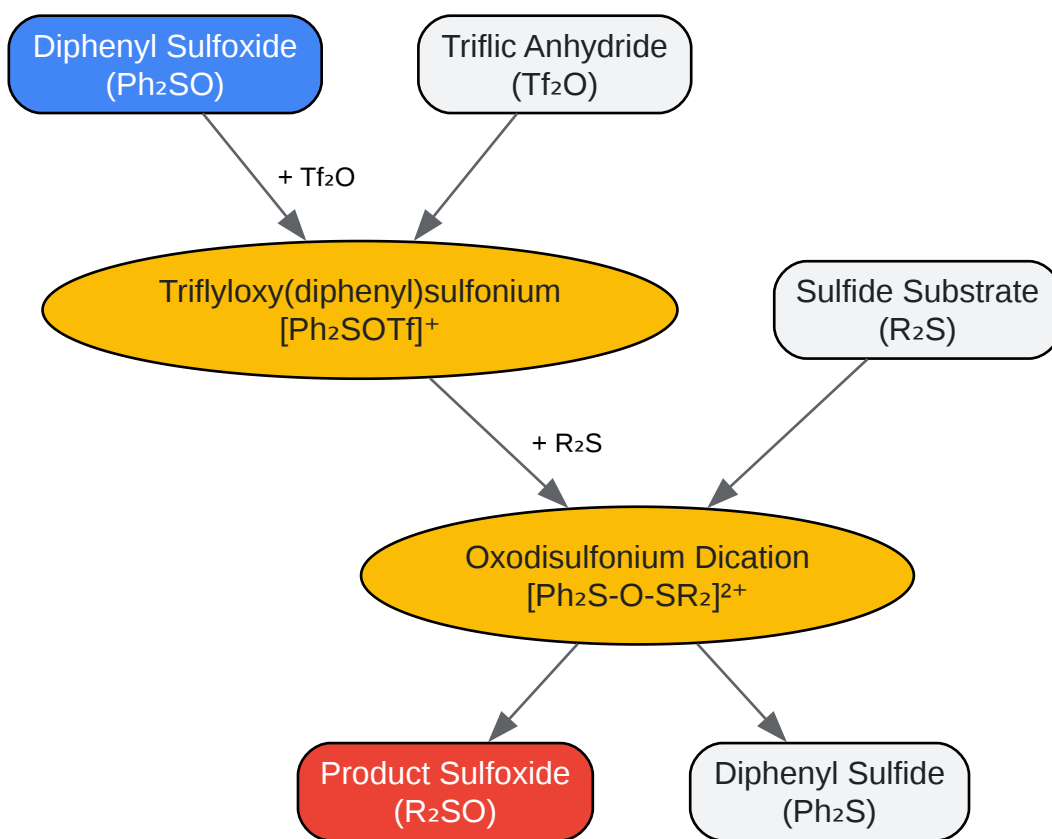 Diphenyl Sulfoxide
(Ph₂SO)
Triflic Anhydride
(Tf₂O)
+ Tf₂O
Triflyloxy(diphenyl)sulfonium
[Ph₂SOTf]⁺
Sulfide Substrate
(R₂S)
+ R₂S
Oxodisulfonium Dication
[Ph₂S-O-SR₂]²⁺
Product Sulfoxide
(R₂SO)
Diphenyl Sulfide
(Ph₂S)